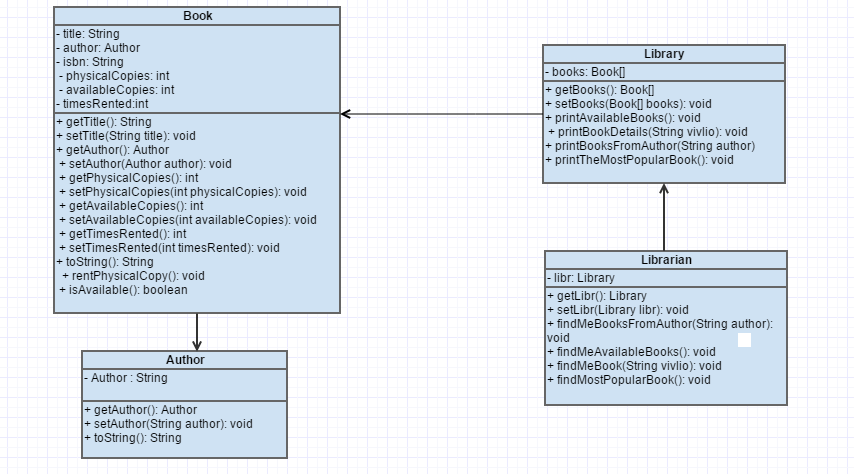 Book
- title: String
- author: Author
- isbn: String
- physicalCopies: int
- availableCopies: int
- timesRented:int
+ getTitle(): String
+ setTitle(String title): void
+ getAuthor(): Author
+ setAuthor(Author author): void
+ getPhysicalCopies(): int
+ setPhysicalCopies(int physicalCopies): void
+ getAvailableCopies(): int
+ setAvailableCopies(int availableCopies): void
+ getTimesRented(): int
+ setTimesRented(int timesRented): void
+ toString(): String
+ rentPhysicalCopy(): void
+ isAvailable(): boolean
Author
- Author : String
+ getAuthor(): Author
+ setAuthor(String author): void
+ toString(): String
Library
- books: Book[]
+ getBooks(): Book[]
+ setBooks(Book[] books): void
+ printAvailableBooks(): void
+ printBookDetails(String vivlio): void
+ printBooksFromAuthor(String author)
+ printTheMostPopularBook(): void
Librarian
- libr: Library
+ getLibr(): Library
+ setLibr(Library libr): void
+ findMeBooksFromAuthor(String author):
void
+ findMeAvailableBooks(): void
+ findMeBook(String vivlio): void
+ findMostPopularBook(): void